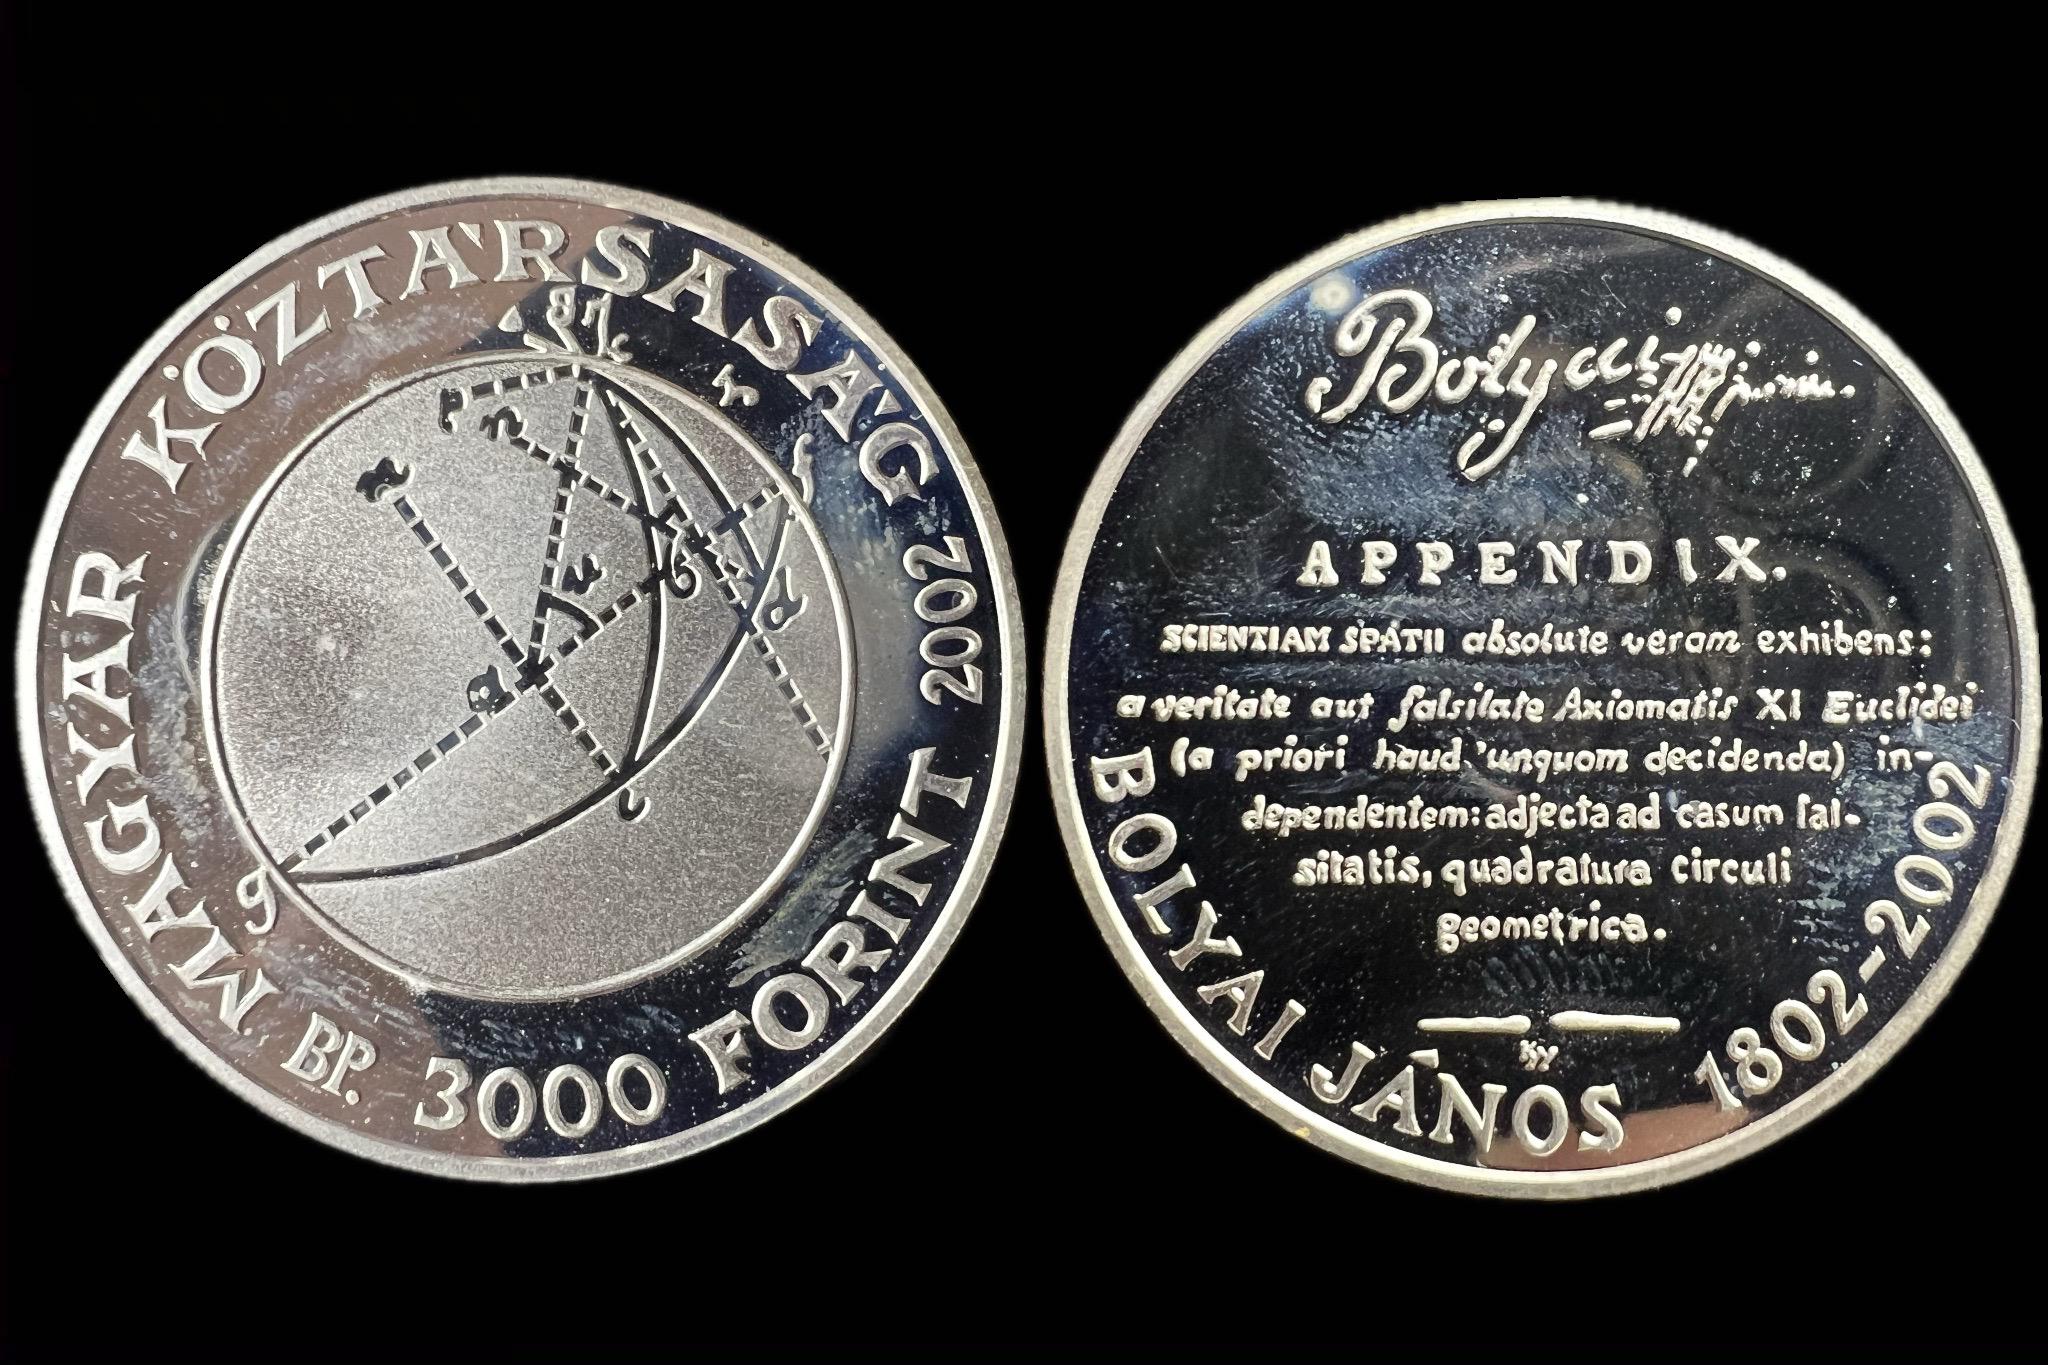 MAGYAR KÖZTÁRSASÁG
2002
BP. 3000 FORINT
Bolyai
APPENDIX.
SCIENTIAM SPATII absolute veram exhibens:
a veritate aut falsitate Axiomatis XI Euclidei
(a priori haud unquam decidenda) in-
dependentem: adjecta ad casum fal-
sitatis, quadratura circuli
geometrica.
BOLYAI JÁNOS 1802-2002